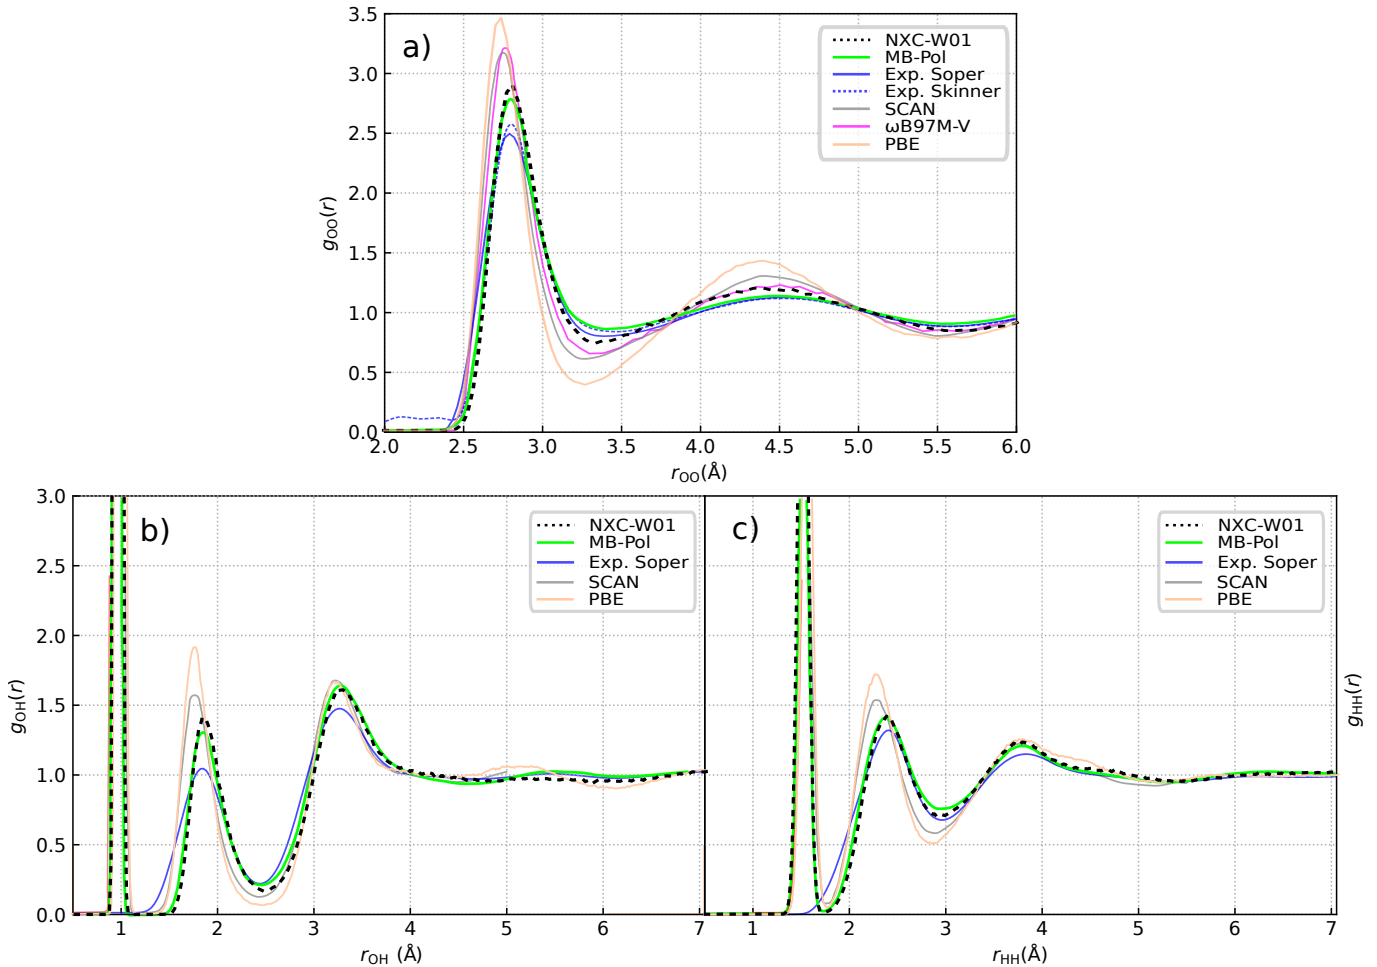 a)
g_OO(r)
3.5
3.0
2.5
2.0
1.5
1.0
0.5
0.0
NXC-W01
MB-Pol
Exp. Soper
Exp. Skinner
SCAN
ωB97M-V
PBE
2.0 2.5 3.0 3.5 4.0 4.5 5.0 5.5 6.0
r_OO(Å)
b)
g_OH(r)
3.0
2.5
2.0
1.5
1.0
0.5
0.0
NXC-W01
MB-Pol
Exp. Soper
SCAN
PBE
1 2 3 4 5 6 7
r_OH (Å)
c)
NXC-W01
MB-Pol
Exp. Soper
SCAN
PBE
g_HH(r)
1 2 3 4 5 6 7
r_HH(Å)